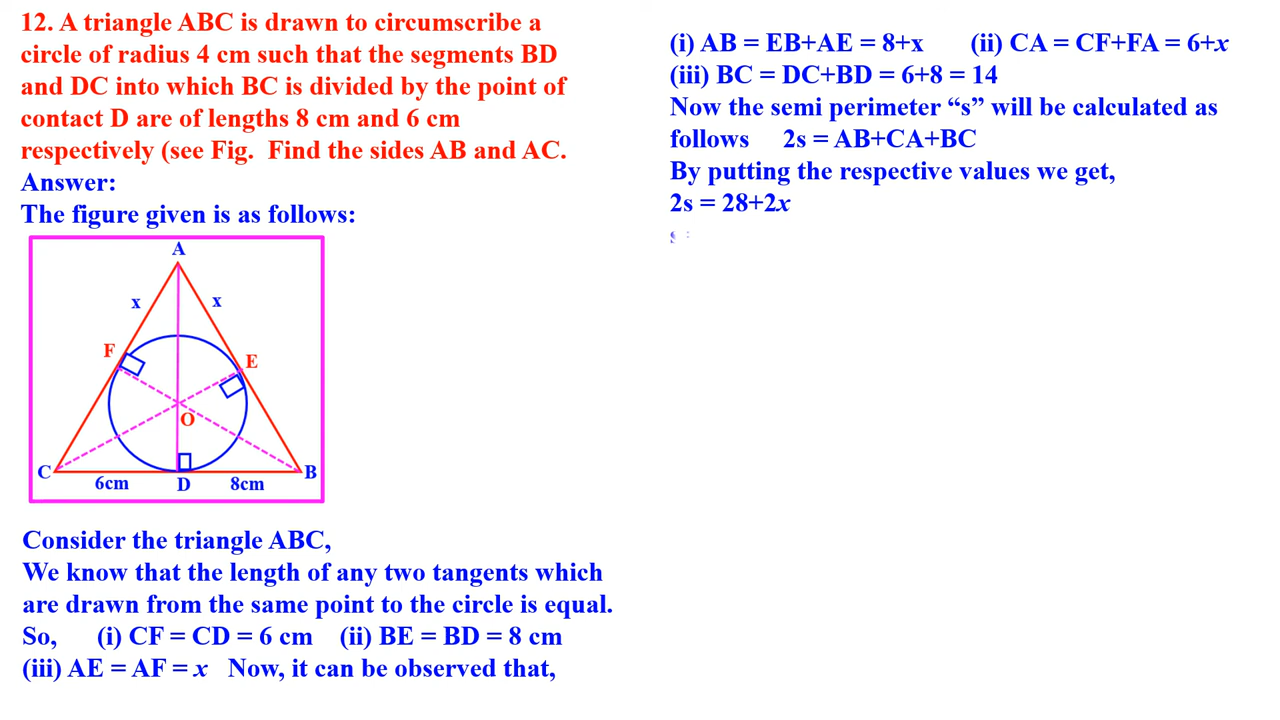 12. A triangle ABC is drawn to circumscribe a
circle of radius 4 cm such that the segments BD
and DC into which BC is divided by the point of
contact D are of lengths 8 cm and 6 cm
respectively (see Fig.  Find the sides AB and AC.
Answer:
The figure given is as follows:
A
x
x
F
E
O
C
B
6cm
D
8cm
Consider the triangle ABC,
We know that the length of any two tangents which
are drawn from the same point to the circle is equal.
So, (i) CF = CD = 6 cm (ii) BE = BD = 8 cm
(iii) AE = AF = x Now, it can be observed that,
(i) AB = EB+AE = 8+x (ii) CA = CF+FA = 6+x
(iii) BC = DC+BD = 6+8 = 14
Now the semi perimeter “s” will be calculated as
follows 2s = AB+CA+BC
By putting the respective values we get,
2s = 28+2x